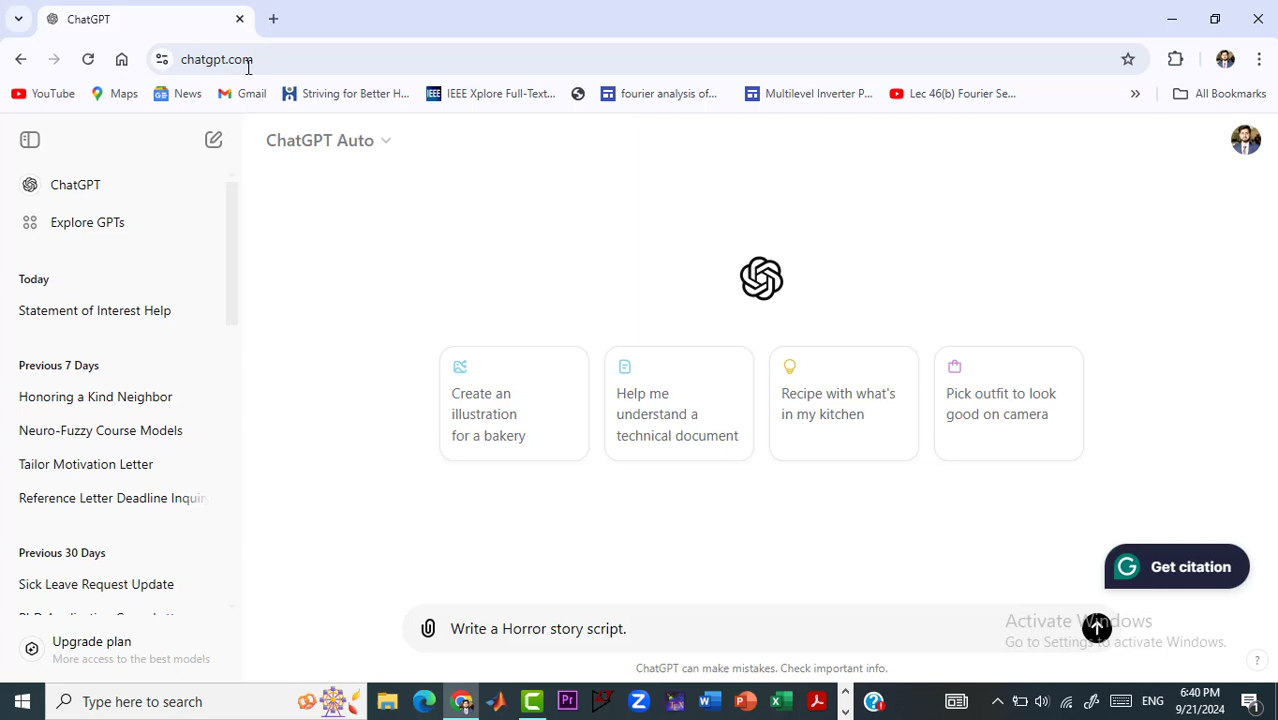 ChatGPT
chatgpt.com
YouTube
Maps
News
Gmail
Striving for Better H...
IEEE Xplore Full-Text...
fourier analysis of...
Multilevel Inverter P...
Lec 46(b) Fourier Se...
»
All Bookmarks
ChatGPT Auto
ChatGPT
Explore GPTs
Today
Statement of Interest Help
Previous 7 Days
Honoring a Kind Neighbor
Neuro-Fuzzy Course Models
Tailor Motivation Letter
Reference Letter Deadline Inquir
Previous 30 Days
Sick Leave Request Update
Create an
illustration
for a bakery
Help me
understand a
technical document
Recipe with what's
in my kitchen
Pick outfit to look
good on camera
Get citation
Write a Horror story script.
Activate Windows
Go to Settings to activate Windows.
Upgrade plan
More access to the best models
ChatGPT can make mistakes. Check important info.
?
Type here to search
ENG
6:40 PM
9/21/2024